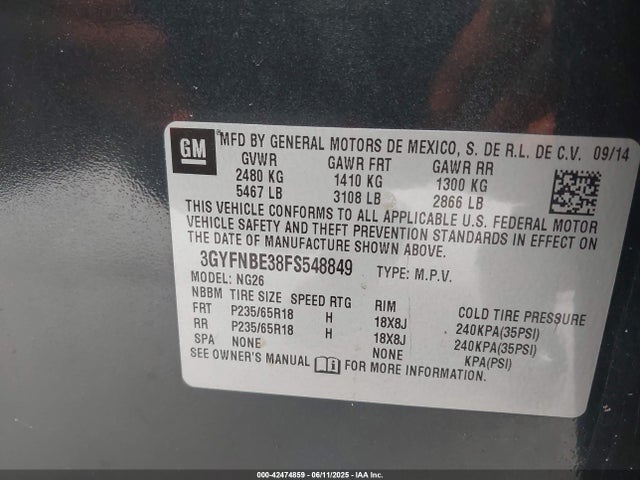 GM
MFD BY GENERAL MOTORS DE MEXICO, S. DE R.L. DE C.V. 09/14
GVWR GAWR FRT GAWR RR
2480 KG 1410 KG 1300 KG
5467 LB 3108 LB 2866 LB
THIS VEHICLE CONFORMS TO ALL APPLICABLE U.S. FEDERAL MOTOR
VEHICLE SAFETY AND THEFT PREVENTION STANDARDS IN EFFECT ON
THE DATE OF MANUFACTURE SHOWN ABOVE.
3GYFNBE38FS548849 TYPE: M.P.V.
MODEL: NG26
NBBM TIRE SIZE SPEED RTG RIM COLD TIRE PRESSURE
FRT P235/65R18 H 18X8J 240KPA(35PSI)
RR P235/65R18 H 18X8J 240KPA(35PSI)
SPA NONE NONE KPA(PSI)
SEE OWNER'S MANUAL FOR MORE INFORMATION.
000-42474859 - 06/11/2025 - IAA Inc.